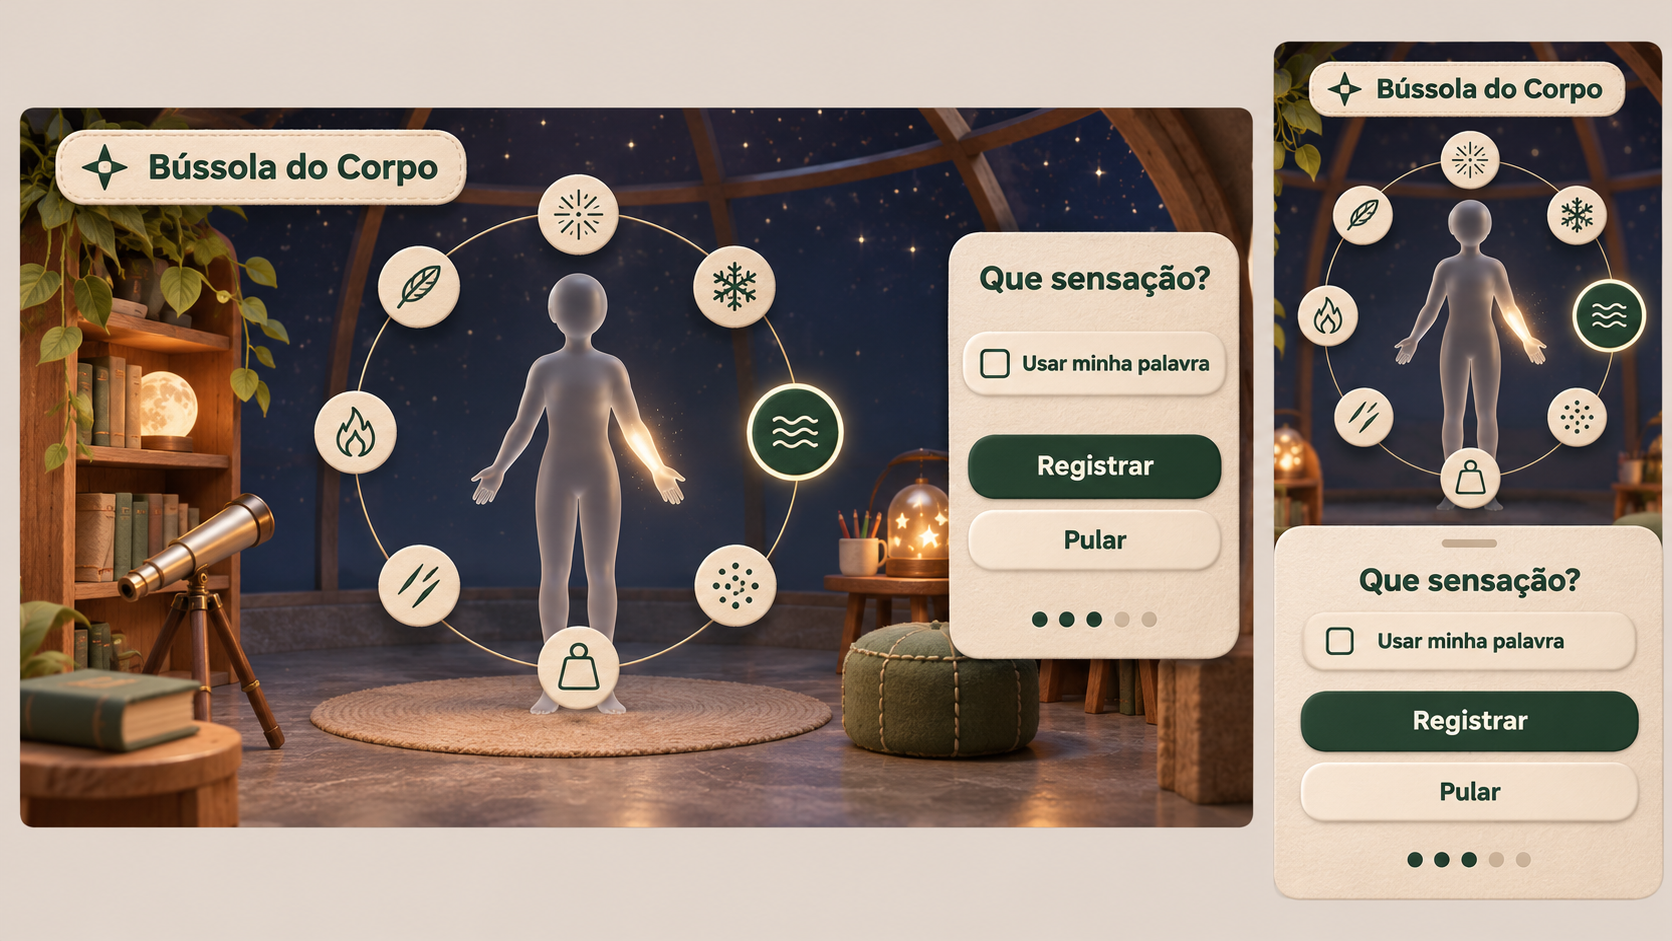 Bússola do Corpo
Que sensação?
Usar minha palavra
Registrar
Pular
Bússola do Corpo
Que sensação?
Usar minha palavra
Registrar
Pular